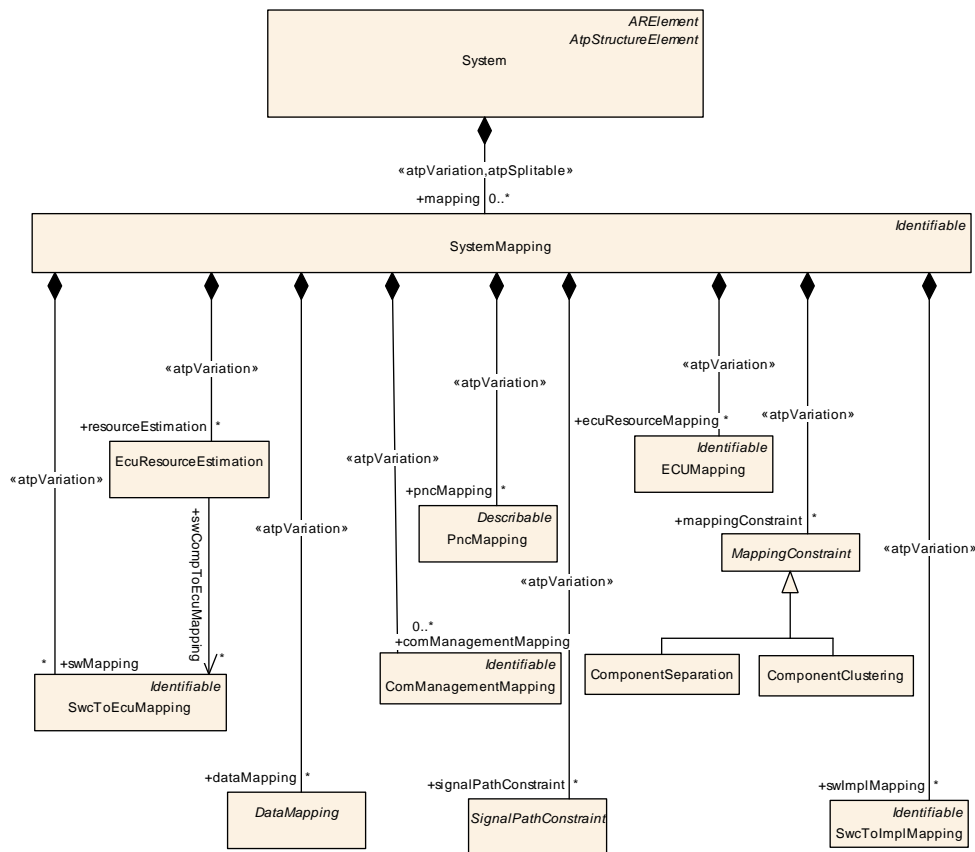 ARElement
AtpStructureElement
System
«atpVariation,atpSplitable»
+mapping 0..*
Identifiable
SystemMapping
«atpVariation»
«atpVariation»
«atpVariation»
+resourceEstimation *
+ecuResourceMapping *
«atpVariation»
EcuResourceEstimation
«atpVariation»
Identifiable
ECUMapping
«atpVariation»
+pncMapping *
Describable
PncMapping
+mappingConstraint *
«atpVariation»
MappingConstraint
«atpVariation»
+swCompToEcuMapping
«atpVariation»
0..*
+comManagementMapping
* +swMapping
*
Identifiable
ComManagementMapping
ComponentSeparation
ComponentClustering
Identifiable
SwcToEcuMapping
+dataMapping *
+signalPathConstraint *
+swImplMapping *
DataMapping
SignalPathConstraint
Identifiable
SwcToImplMapping